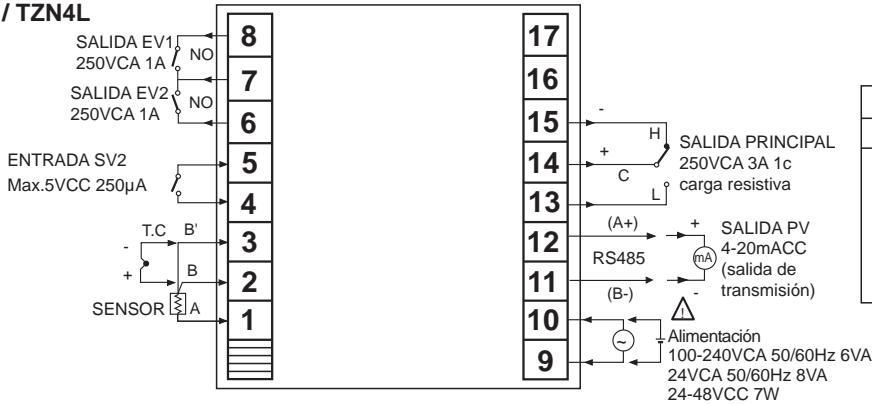 / TZN4L
SALIDA EV1
250VCA 1A
NO
SALIDA EV2
250VCA 1A
NO
ENTRADA SV2
Max.5VCC 250µA
T.C
B'
-
+
B
SENSOR
A
8
7
6
5
4
3
2
1
17
16
15
14
13
12
11
10
9
-
H
+
C
L
SALIDA PRINCIPAL
250VCA 3A 1c
carga resistiva
(A+)
RS485
(B-)
+
mA
-
SALIDA PV
4-20mACC
(salida de
transmisión)
!
~
Alimentación
100-240VCA 50/60Hz 6VA
24VCA 50/60Hz 8VA
24-48VCC 7W